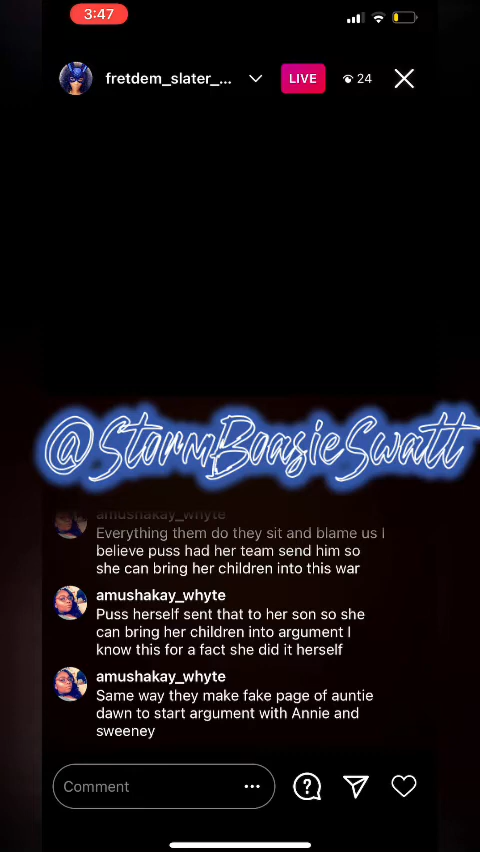 3:47
fretdem_slater_...
LIVE
24
@StormBoasieSwatt
amushakay_whyte
Everything them do they sit and blame us I
believe puss had her team send him so
she can bring her children into this war
amushakay_whyte
Puss herself sent that to her son so she
can bring her children into argument I
know this for a fact she did it herself
amushakay_whyte
Same way they make fake page of auntie
dawn to start argument with Annie and
sweeney
Comment